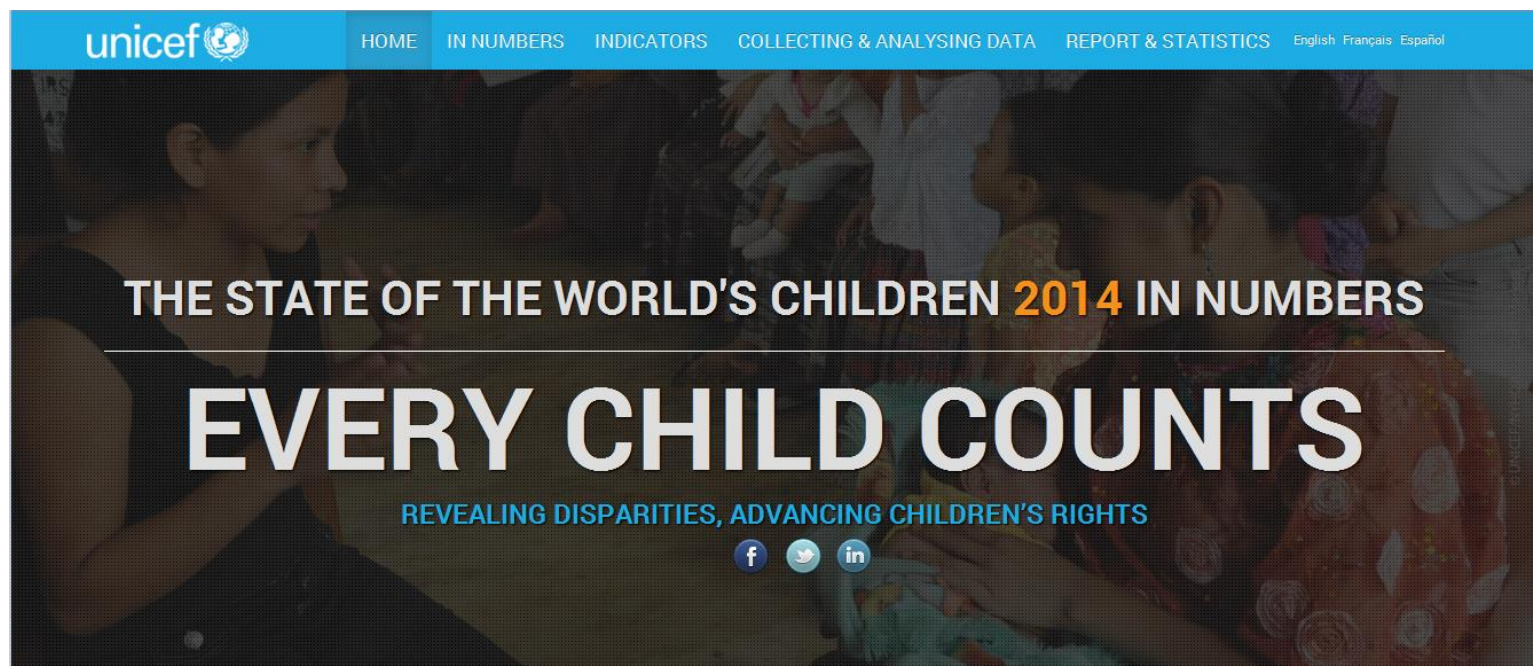 unicef
HOME IN NUMBERS INDICATORS COLLECTING & ANALYSING DATA REPORT & STATISTICS English Français Español
THE STATE OF THE WORLD'S CHILDREN 2014 IN NUMBERS
EVERY CHILD COUNTS
REVEALING DISPARITIES, ADVANCING CHILDREN’S RIGHTS
f in